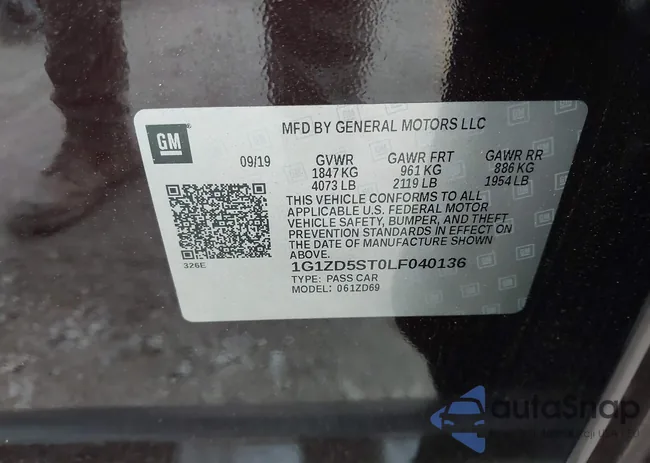 GM
MFD BY GENERAL MOTORS LLC
09/19 GVWR GAWR FRT GAWR RR
1847 KG 961 KG 886 KG
4073 LB 2119 LB 1954 LB
THIS VEHICLE CONFORMS TO ALL
APPLICABLE U.S. FEDERAL MOTOR
VEHICLE SAFETY, BUMPER, AND THEFT
PREVENTION STANDARDS IN EFFECT ON
THE DATE OF MANUFACTURE SHOWN
ABOVE.
326E
1G1ZD5ST0LF040136
TYPE: PASS CAR
MODEL: 061ZD69
autoSnap